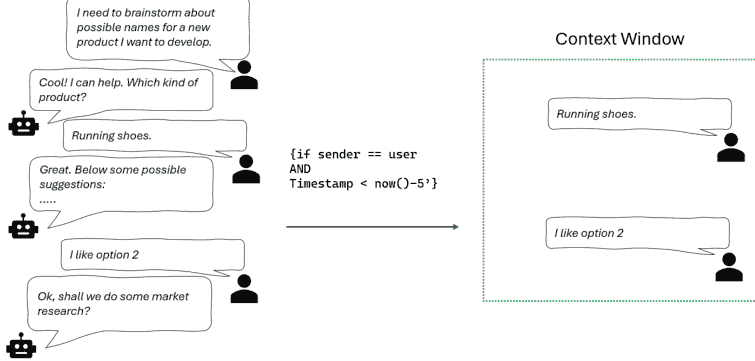 I need to brainstorm about
possible names for a new
product I want to develop.
Cool! I can help. Which kind of
product?
Running shoes.
Great. Below some possible
suggestions:
.....
I like option 2
Ok, shall we do some market
research?
{if sender == user
AND
Timestamp < now()-5’}
Context Window
Running shoes.
I like option 2